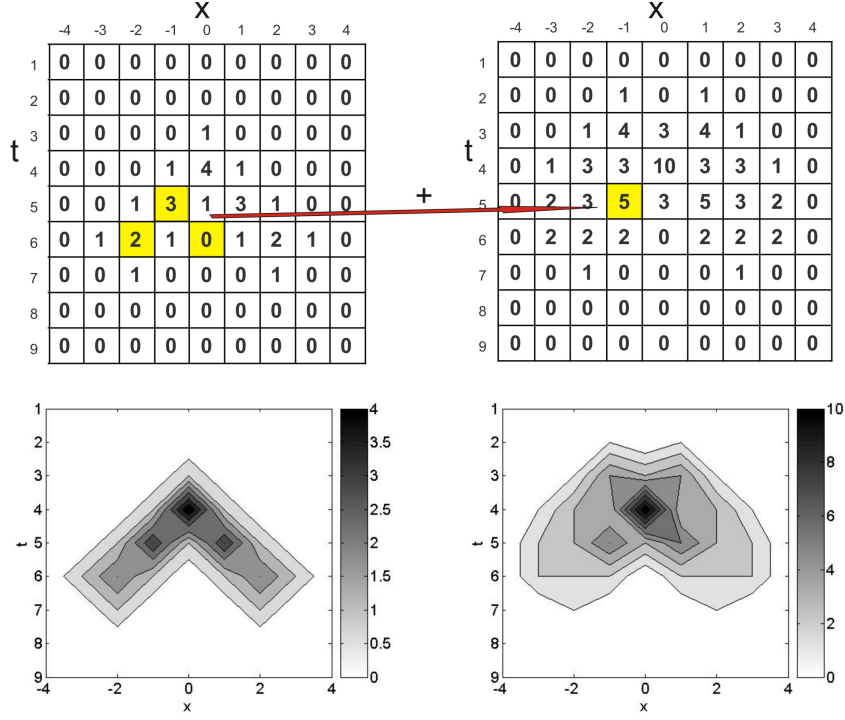 x
-4 -3 -2 -1 0 1 2 3 4
t
1 0 0 0 0 0 0 0 0 0
2 0 0 0 0 0 0 0 0 0
3 0 0 0 0 1 0 0 0 0
4 0 0 0 1 4 1 0 0 0
5 0 0 1 3 1 3 1 0 0
6 0 1 2 1 0 1 2 1 0
7 0 0 1 0 0 0 1 0 0
8 0 0 0 0 0 0 0 0 0
9 0 0 0 0 0 0 0 0 0
+
x
-4 -3 -2 -1 0 1 2 3 4
t
1 0 0 0 0 0 0 0 0 0
2 0 0 0 1 0 1 0 0 0
3 0 0 1 4 3 4 1 0 0
4 0 1 3 3 10 3 3 1 0
5 0 2 3 5 3 5 3 2 0
6 0 2 2 2 0 2 2 2 0
7 0 0 1 0 0 0 1 0 0
8 0 0 0 0 0 0 0 0 0
9 0 0 0 0 0 0 0 0 0
1
2
3
4
5
6
7
8
9
t
-4 -2 0 2 4
x
4
3.5
3
2.5
2
1.5
1
0.5
0
1
2
3
4
5
6
7
8
9
t
-4 -2 0 2 4
x
10
8
6
4
2
0